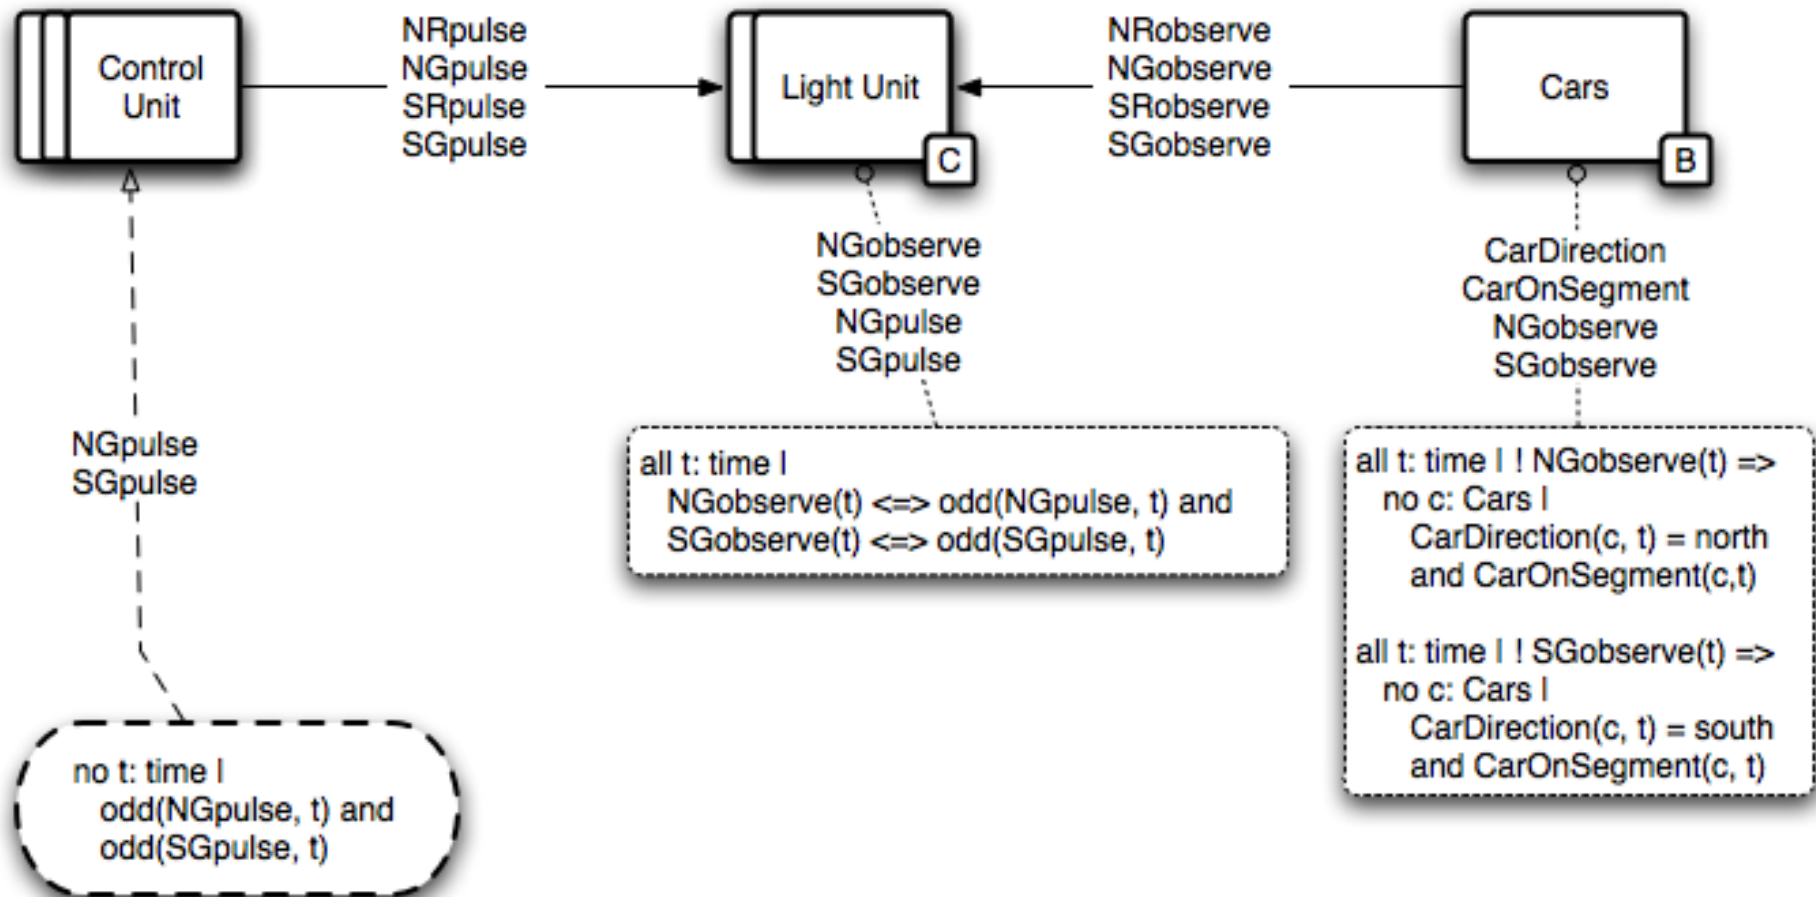 Control
Unit
NRpulse
NGpulse
SRpulse
SGpulse
Light Unit
C
NRobserve
NGobserve
SRobserve
SGobserve
Cars
B
NGobserve
SGobserve
NGpulse
SGpulse
CarDirection
CarOnSegment
NGobserve
SGobserve
NGpulse
SGpulse
all t: time |
NGobserve(t) <=> odd(NGpulse, t) and
SGobserve(t) <=> odd(SGpulse, t)
all t: time | ! NGobserve(t) =>
no c: Cars |
CarDirection(c, t) = north
and CarOnSegment(c,t)
all t: time | ! SGobserve(t) =>
no c: Cars |
CarDirection(c, t) = south
and CarOnSegment(c, t)
no t: time |
odd(NGpulse, t) and
odd(SGpulse, t)